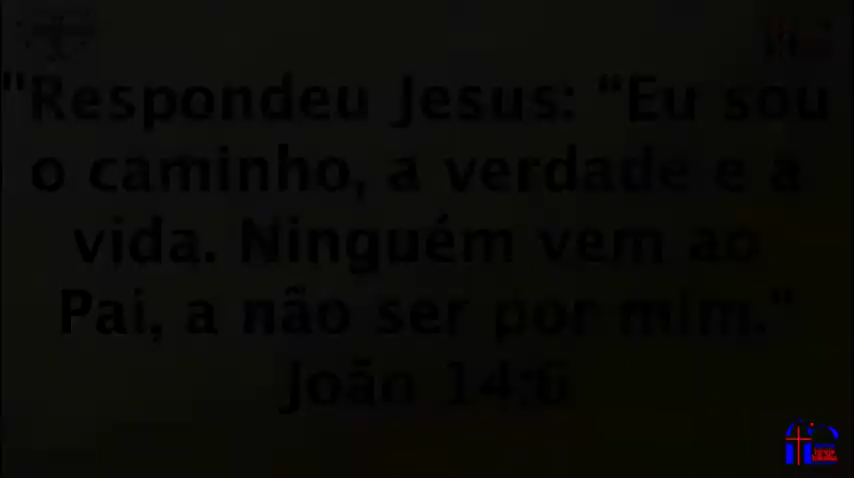 "Respondeu Jesus: "Eu sou
o caminho, a verdade e a
vida. Ninguém vem ao
Pai, a não ser por mim."
João 14:6